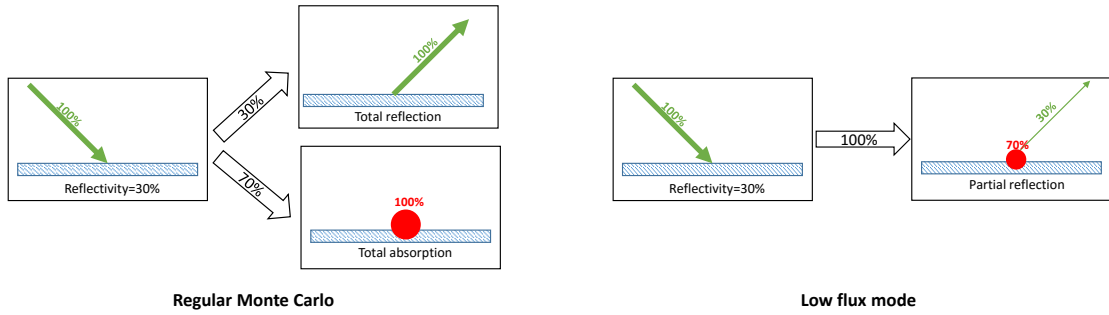 100%
Reflectivity=30%
30%
70%
100%
Total reflection
100%
Total absorption
Regular Monte Carlo
100%
Reflectivity=30%
100%
70%
30%
Partial reflection
Low flux mode